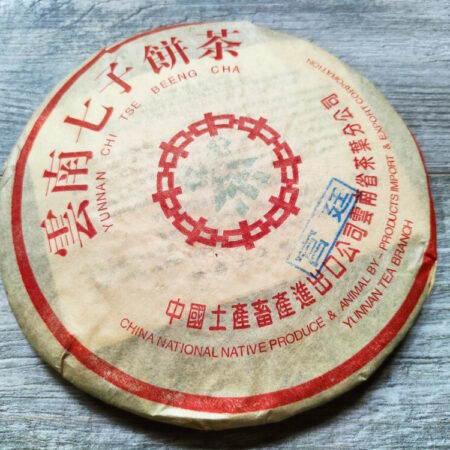 雲南七子餅茶
YUNNAN CHI TSE BEENG CHA
茶
中國土產畜產進出口公司雲南省茶葉分公司
CHINA NATIONAL NATIVE PRODUCE & ANIMAL BY-PRODUCTS IMPORT & EXPORT CORPORATION
YUNNAN TEA BRANCH